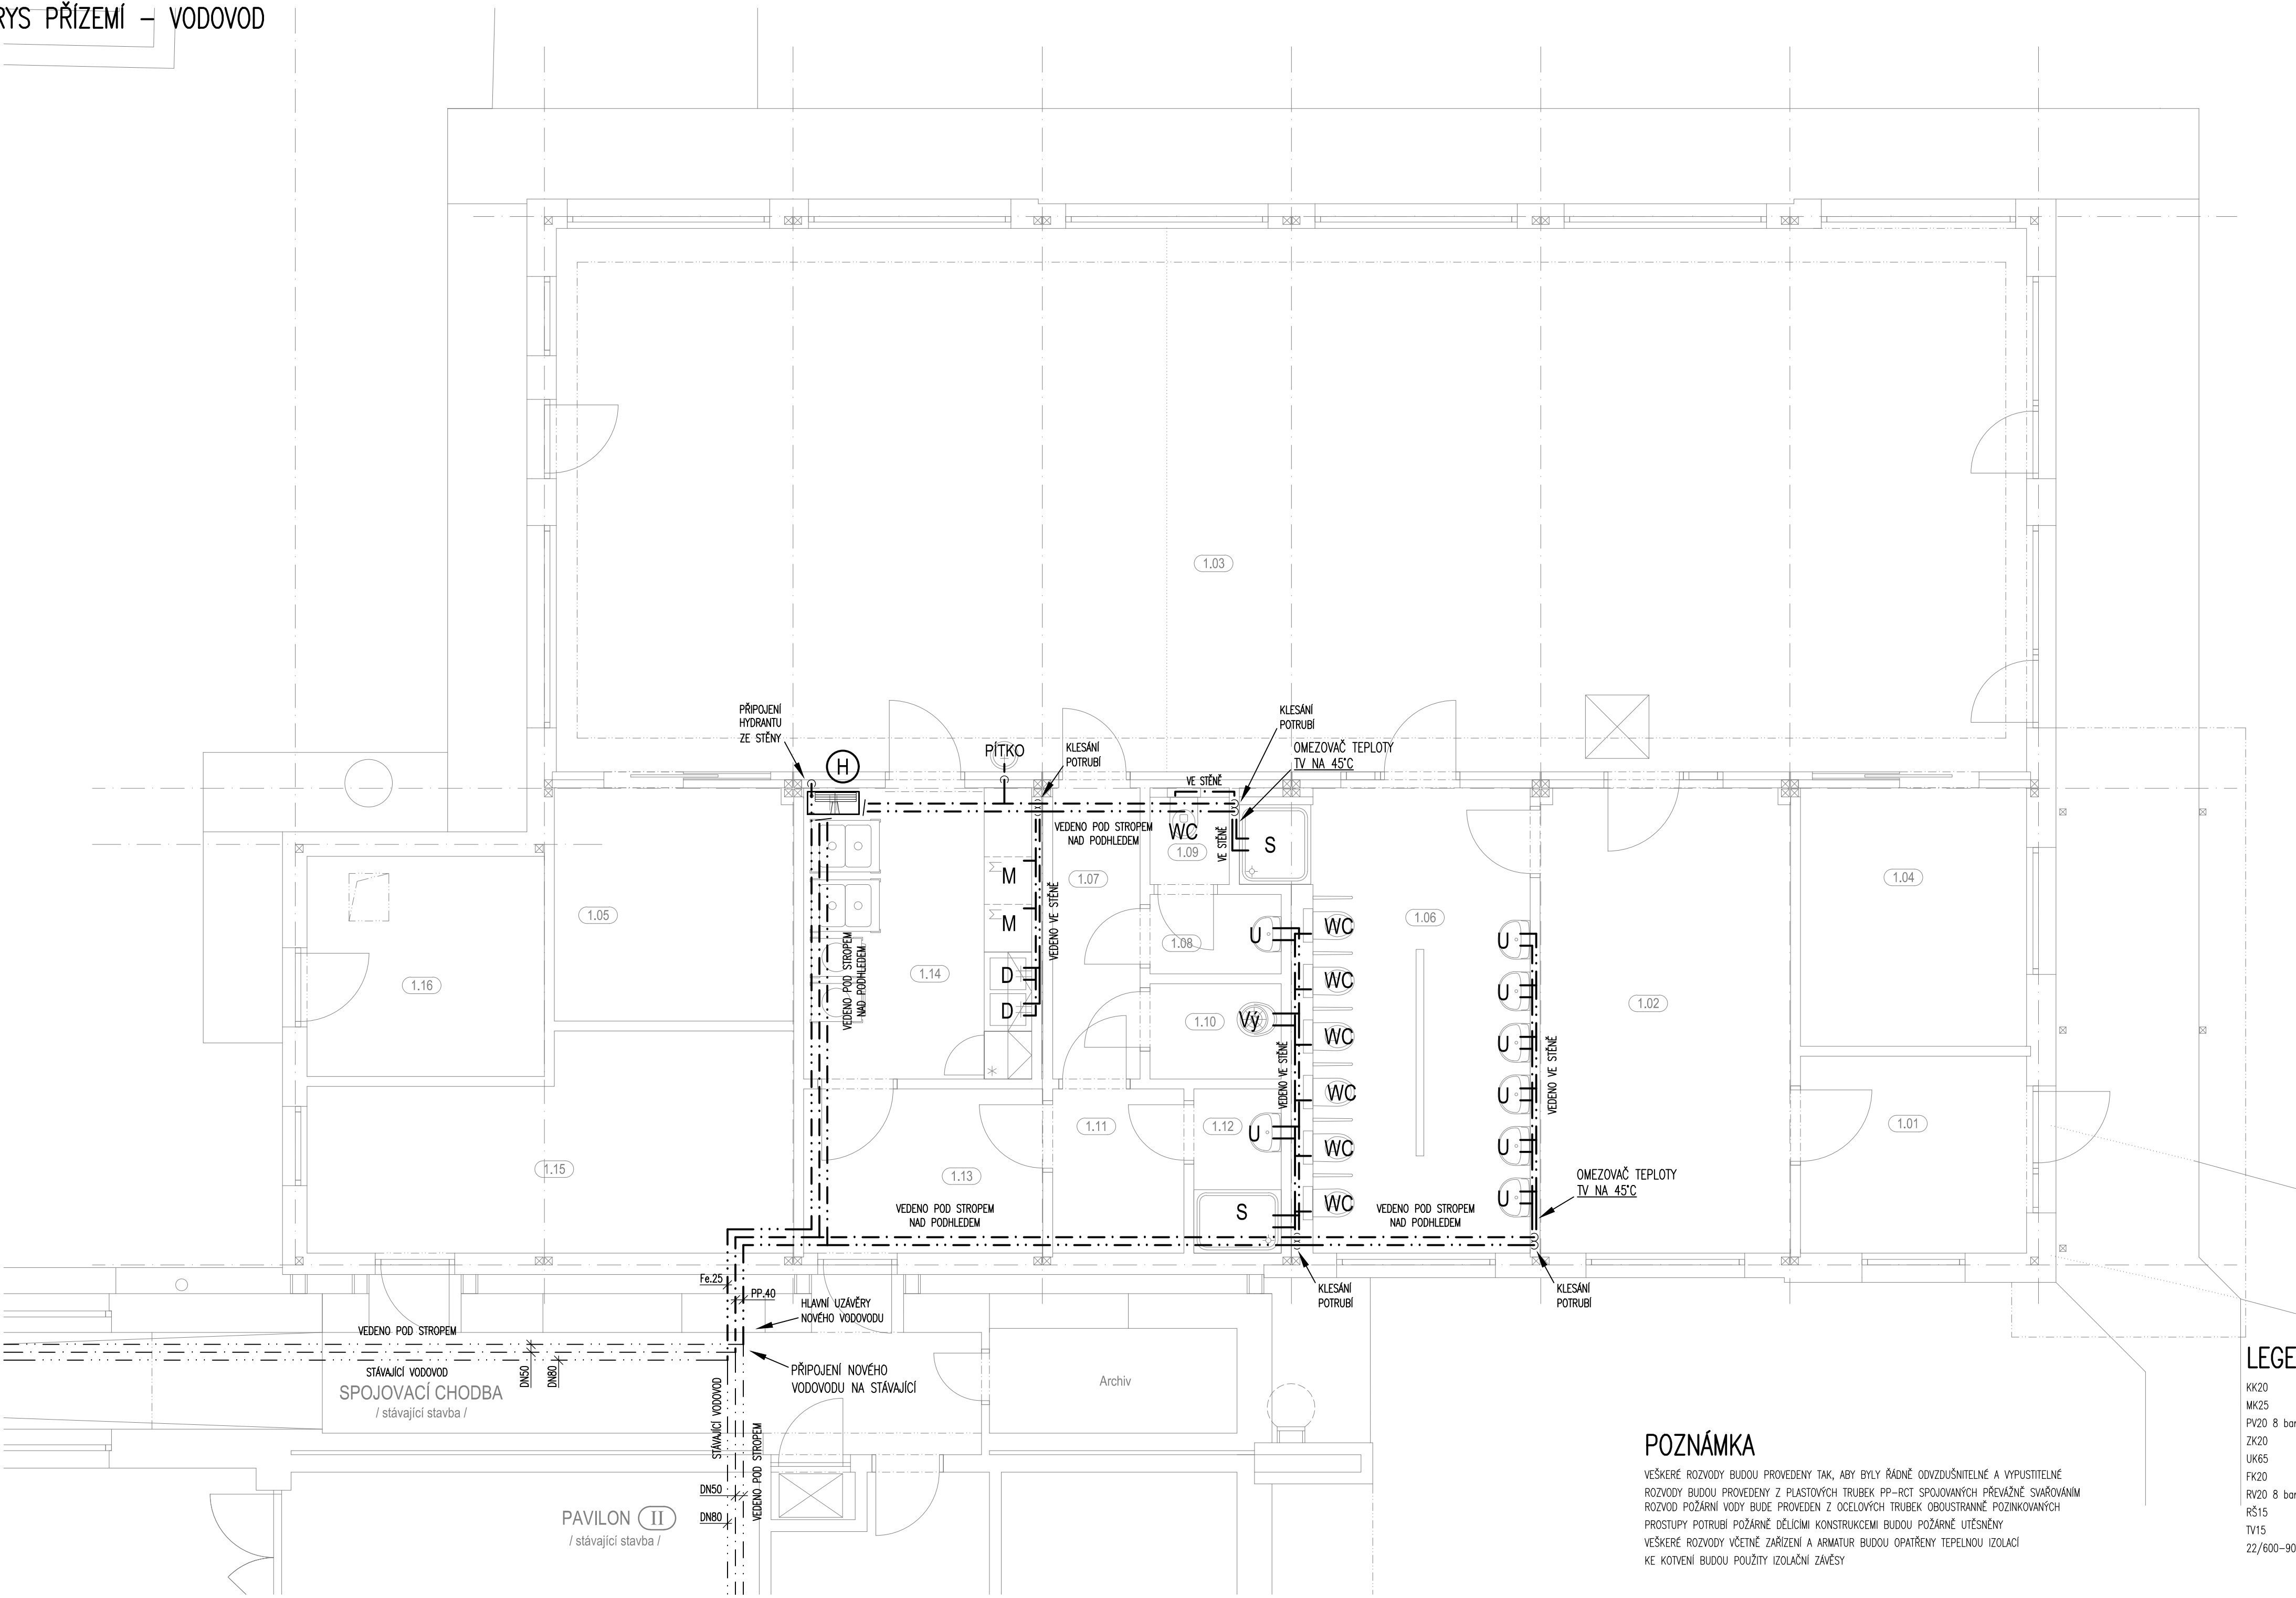 RYS PŘÍZEMÍ – VODOVOD
1.03
PŘIPOJENÍ
HYDRANTU
ZE STĚNY
H
PÍTKO
KLESÁNÍ
POTRUBÍ
KLESÁNÍ
POTRUBÍ
OMEZOVAČ TEPLOTY
TV NA 45°C
VE STĚNĚ
VEDENO POD STROPEM
NAD PODHLEDEM
WC
1.09
VE STĚNĚ
S
M
M
D
D
1.07
VEDENO VE STĚNĚ
1.05
1.16
1.14
VEDENO POD STROPEM
NAD PODHLEDEM
U
1.08
Vý
1.10
VEDENO VE STĚNĚ
WC
WC
WC
WC
WC
WC
1.06
U
U
U
U
U
U
VEDENO VE STĚNĚ
1.02
1.04
1.01
1.11
1.12
U
S
1.13
1.15
VEDENO POD STROPEM
NAD PODHLEDEM
VEDENO POD STROPEM
NAD PODHLEDEM
OMEZOVAČ TEPLOTY
TV NA 45°C
KLESÁNÍ
POTRUBÍ
KLESÁNÍ
POTRUBÍ
Fe.25
PP.40
HLAVNÍ UZÁVĚRY
NOVÉHO VODOVODU
VEDENO POD STROPEM
STÁVAJÍCÍ VODOVOD
DN50
DN80
SPOJOVACÍ CHODBA
/ stávající stavba /
PŘIPOJENÍ NOVÉHO
VODOVODU NA STÁVAJÍCÍ
STÁVAJÍCÍ VODOVOD
VEDENO POD STROPEM
Archiv
DN50
DN80
PAVILON II
/ stávající stavba /
POZNÁMKA
VEŠKERÉ ROZVODY BUDOU PROVEDENY TAK, ABY BYLY ŘÁDNĚ ODVZDUŠNITELNÉ A VYPUSTITELNÉ
ROZVODY BUDOU PROVEDENY Z PLASTOVÝCH TRUBEK PP–RCT SPOJOVANÝCH PŘEVÁŽNĚ SVAŘOVÁNÍM
ROZVOD POŽÁRNÍ VODY BUDE PROVEDEN Z OCELOVÝCH TRUBEK OBOUSTRANNĚ POZINKOVANÝCH
PROSTUPY POTRUBÍ POŽÁRNĚ DĚLÍCÍMI KONSTRUKCEMI BUDOU POŽÁRNĚ UTĚSNĚNY
VEŠKERÉ ROZVODY VČETNĚ ZAŘÍZENÍ A ARMATUR BUDOU OPATŘENY TEPELNOU IZOLACÍ
KE KOTVENÍ BUDOU POUŽITY IZOLAČNÍ ZÁVĚSY
LEGE
KK20
MK25
PV20 8 bar
ZK20
UK65
FK20
RV20 8 bar
RŠ15
TV15
22/600–90